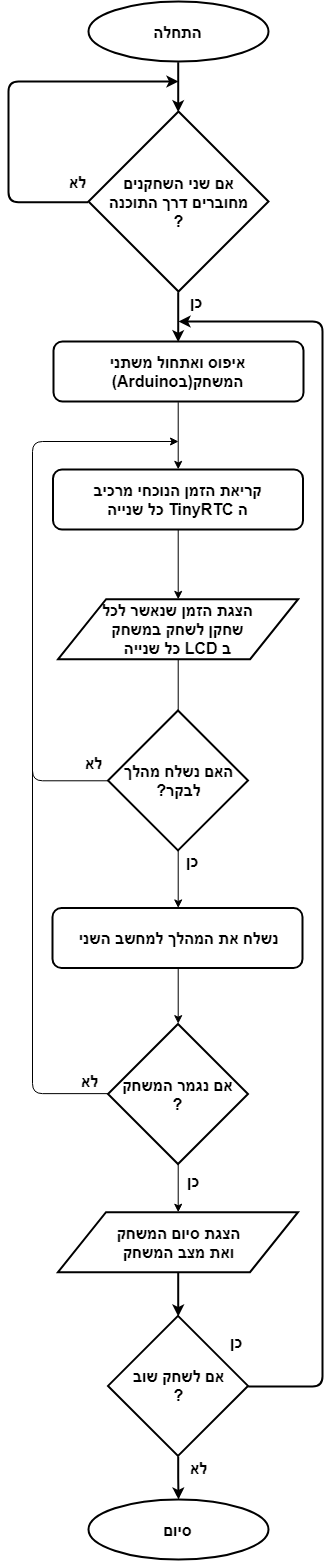 התחלה
אם שני השחקנים
מחוברים דרך התוכנה
?
לא
כן
איפוס ואתחול משתני
המשחק(בArduino)
קריאת הזמן הנוכחי מרכיב
ה TinyRTC כל שנייה
הצגת הזמן שנאשר לכל
שחקן לשחק במשחק
ב LCD כל שנייה
האם נשלח מהלך
לבקר?
לא
כן
נשלח את המהלך למחשב השני
אם נגמר המשחק
?
לא
כן
הצגת סיום המשחק
ואת מצב המשחק
אם לשחק שוב
?
כן
לא
סיום